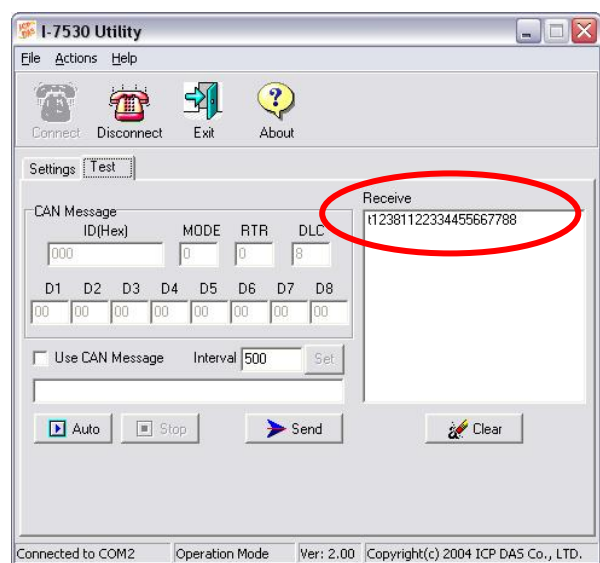 I-7530 Utility
File Actions Help
Connect Disconnect Exit About
Settings Test
CAN Message
ID(Hex) MODE RTR DLC
000 0 0 8
D1 D2 D3 D4 D5 D6 D7 D8
00 00 00 00 00 00 00 00
Use CAN Message Interval 500 Set
Auto Stop Send
Receive
t12381122334455667788
Clear
Connected to COM2 Operation Mode Ver: 2.00 Copyright(c) 2004 ICP DAS Co., LTD.